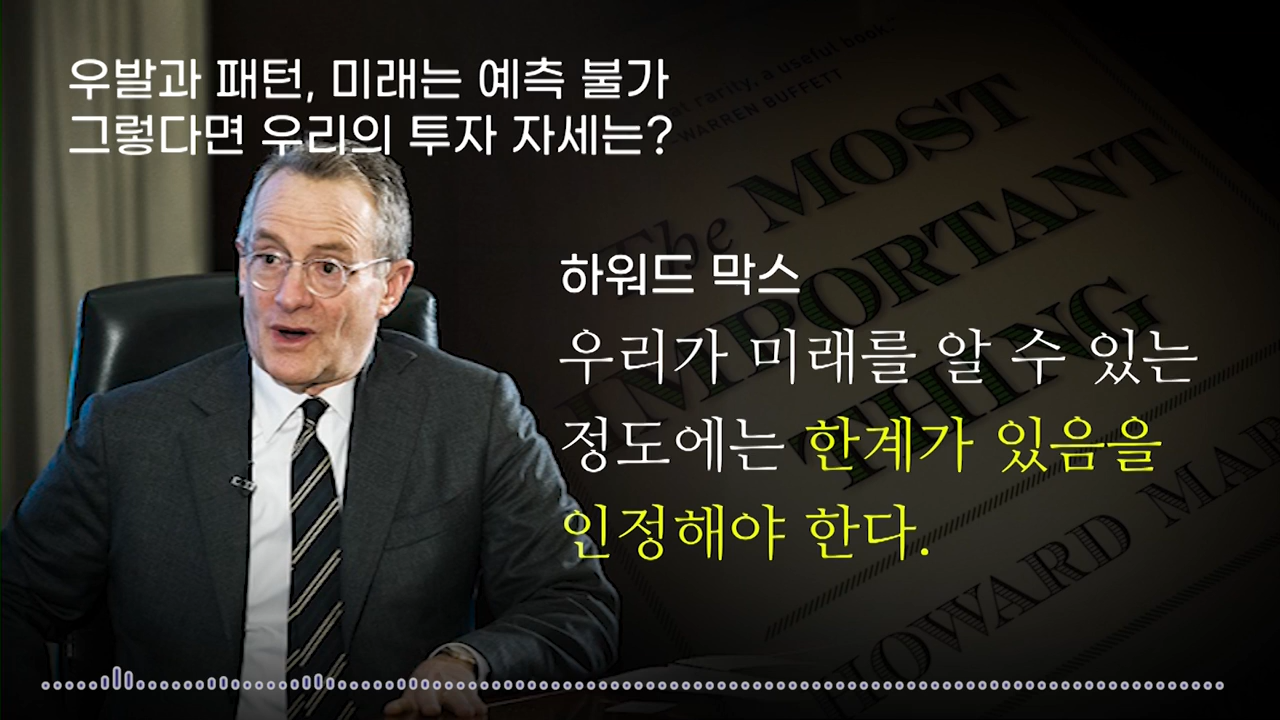 우발과 패턴, 미래는 예측 불가
그렇다면 우리의 투자 자세는?
rarity, a useful book."
-WARREN BUFFETT
The MOST
IMPORTANT
THING
하워드 막스
우리가 미래를 알 수 있는
정도에는 한계가 있음을
인정해야 한다.
HOWARD